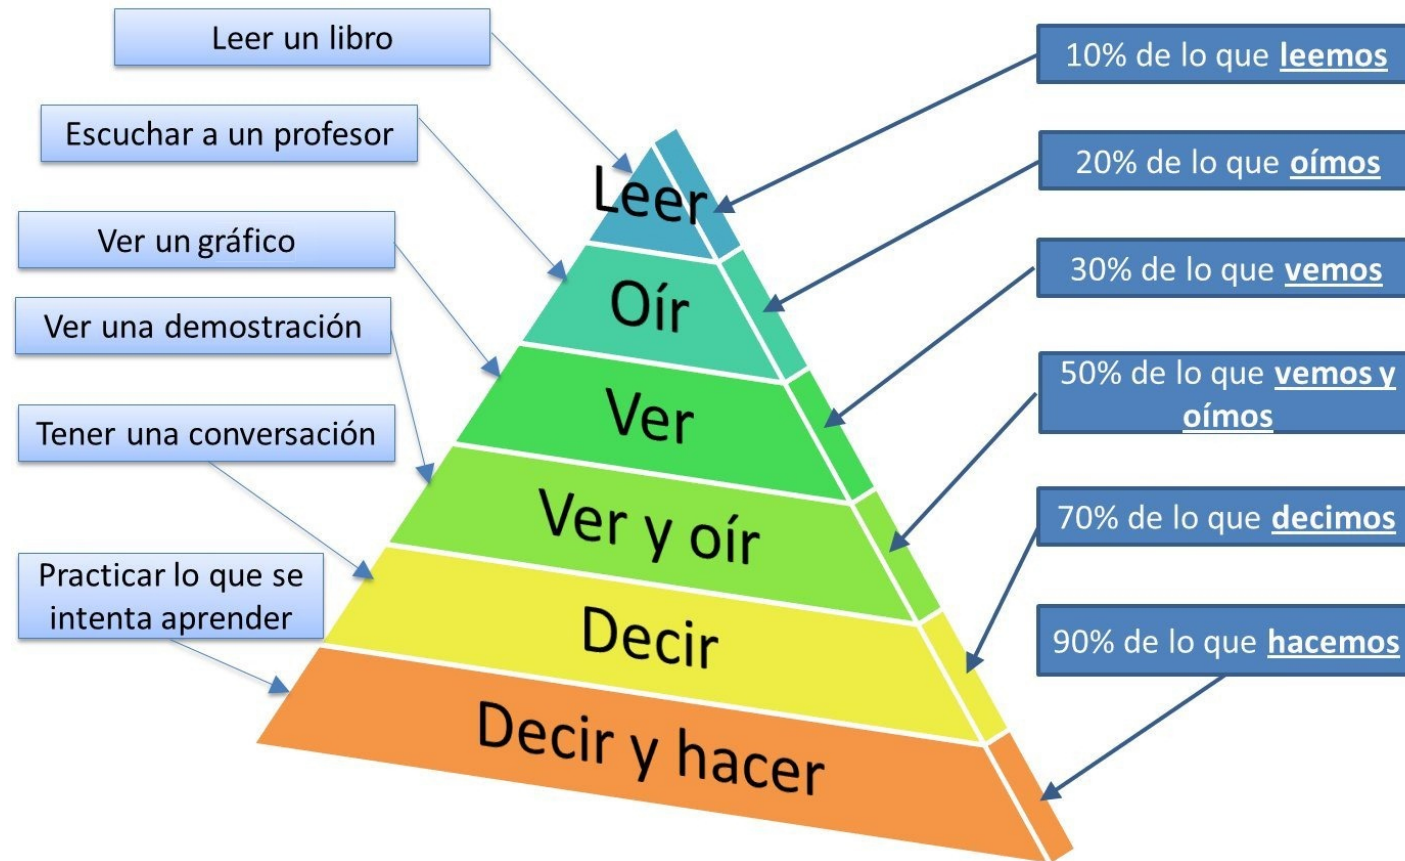 Leer un libro
Escuchar a un profesor
Ver un gráfico
Ver una demostración
Tener una conversación
Practicar lo que se
intenta aprender
Leer
Oír
Ver
Ver y oír
Decir
Decir y hacer
10% de lo que leemos
20% de lo que oímos
30% de lo que vemos
50% de lo que vemos y
oímos
70% de lo que decimos
90% de lo que hacemos